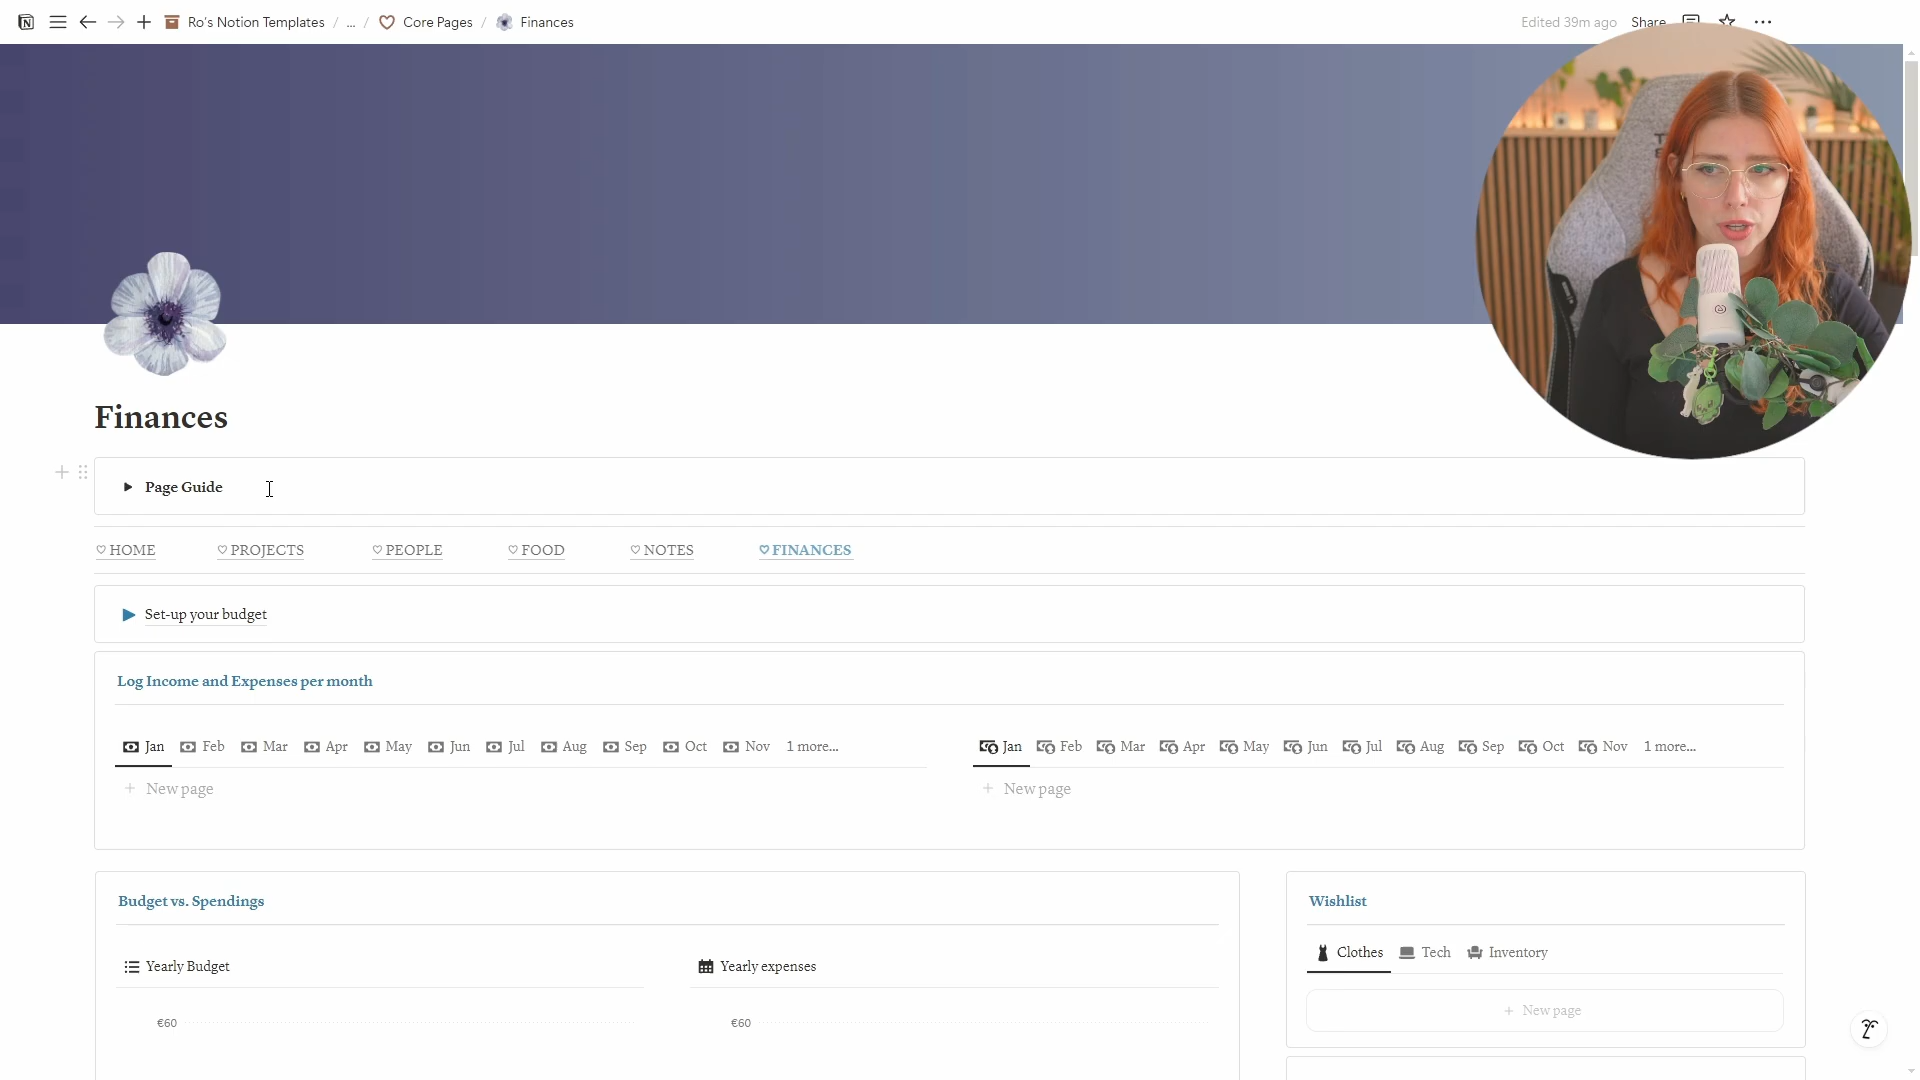 Ro's Notion Templates / ... / Core Pages / Finances
Edited 39m ago Share
Finances
Page Guide
HOME PROJECTS PEOPLE FOOD NOTES FINANCES
Set-up your budget
Log Income and Expenses per month
Jan Feb Mar Apr May Jun Jul Aug Sep Oct Nov 1 more...
+ New page
Jan Feb Mar Apr May Jun Jul Aug Sep Oct Nov 1 more...
+ New page
Budget vs. Spendings
Yearly Budget
€60
Yearly expenses
€60
Wishlist
Clothes Tech Inventory
+ New page